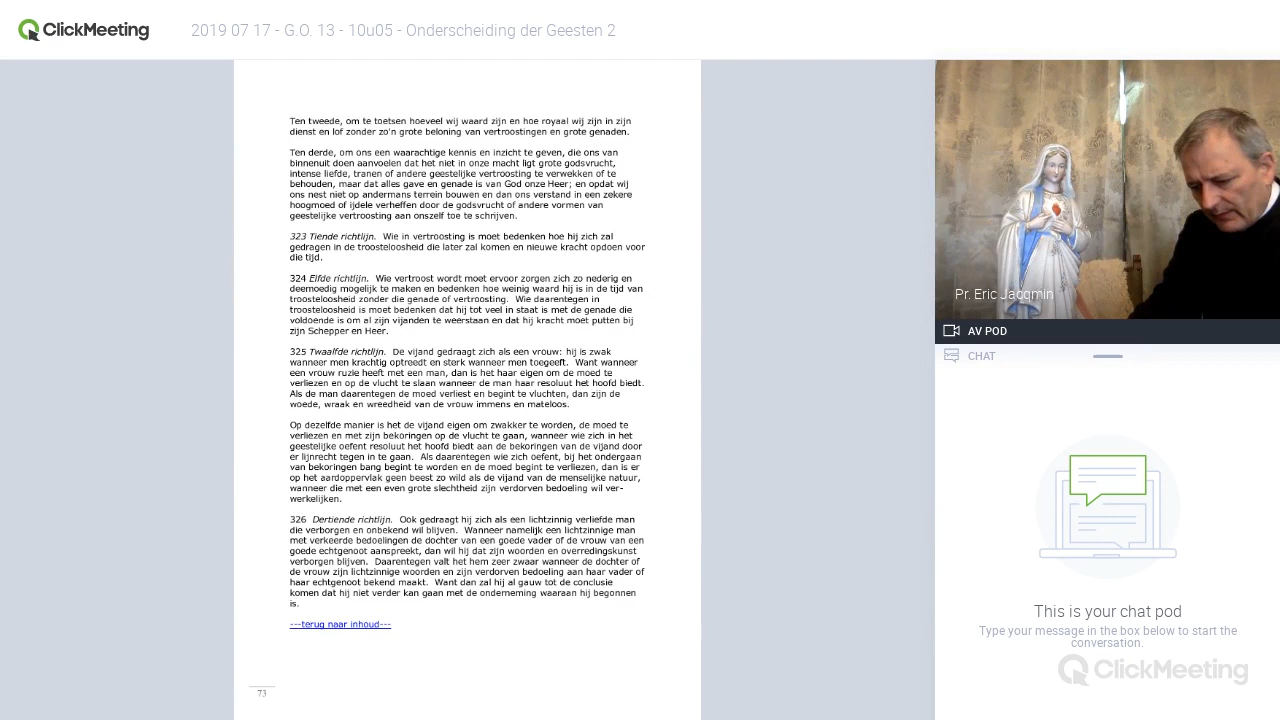 ClickMeeting
2019 07 17 - G.O. 13 - 10u05 - Onderscheiding der Geesten 2
Ten tweede, om te toetsen hoeveel wij waard zijn en hoe royaal wij zijn in zijn
dienst en lof zonder zo'n grote beloning van vertroostingen en grote genaden.
Ten derde, om ons een waarachtige kennis en inzicht te geven, die ons van
binnenuit doen aanvoelen dat het niet in onze macht ligt grote godsvrucht,
intense liefde, tranen of andere geestelijke vertroosting te verwekken of te
behouden, maar dat alles gave en genade is van God onze Heer; en opdat wij
ons nest niet op andermans terrein bouwen en dan ons verstand in een zekere
hoogmoed of ijdele verheffen door de godsvrucht of andere vormen van
geestelijke vertroosting aan onszelf toe te schrijven.
323 Tiende richtlijn. Wie in vertroosting is moet bedenken hoe hij zich zal
gedragen in de troosteloosheid die later zal komen en nieuwe kracht opdoen voor
die tijd.
324 Elfde richtlijn. Wie vertroost wordt moet ervoor zorgen zich zo nederig en
deemoedig mogelijk te maken en bedenken hoe weinig waard hij is in de tijd van
troosteloosheid zonder die genade of vertroosting. Wie daarentegen in
troosteloosheid is moet bedenken dat hij tot veel in staat is met de genade die
voldoende is om al zijn vijanden te weerstaan en dat hij kracht moet putten bij
zijn Schepper en Heer.
325 Twaalfde richtlijn. De vijand gedraagt zich als een vrouw: hij is zwak
wanneer men krachtig optreedt en sterk wanneer men toegeeft. Want wanneer
een vrouw ruzie heeft met een man, dan is het haar eigen om de moed te
verliezen en op de vlucht te slaan wanneer de man haar resoluut het hoofd biedt.
Als de man daarentegen de moed verliest en begint te vluchten, dan zijn de
woede, wraak en wreedheid van de vrouw immens en mateloos.
Op dezelfde manier is het de vijand eigen om zwakker te worden, de moed te
verliezen en met zijn bekoringen op de vlucht te gaan, wanneer wie zich in het
geestelijke oefent resoluut het hoofd biedt aan de bekoringen van de vijand door
er lijnrecht tegen in te gaan. Als daarentegen wie zich oefent, bij het ondergaan
van bekoringen bang begint te worden en de moed begint te verliezen, dan is er
op het aardoppervlak geen beest zo wild als de vijand van de menselijke natuur,
wanneer die met een even grote slechtheid zijn verdorven bedoeling wil ver-
werkelijken.
326 Dertiende richtlijn. Ook gedraagt hij zich als een lichtzinnig verliefde man
die verborgen en onbekend wil blijven. Wanneer namelijk een lichtzinnige man
met verkeerde bedoelingen de dochter van een goede vader of de vrouw van een
goede echtgenoot aanspreekt, dan wil hij dat zijn woorden en overredingskunst
verborgen blijven. Daarentegen valt het hem zeer zwaar wanneer de dochter of
de vrouw zijn lichtzinnige woorden en zijn verdorven bedoeling aan haar vader of
haar echtgenoot bekend maakt. Want dan zal hij al gauw tot de conclusie
komen dat hij niet verder kan gaan met de onderneming waaraan hij begonnen
is.
---terug naar inhoud---
73
Pr. Eric Jacqmin
AV POD
CHAT
This is your chat pod
Type your message in the box below to start the
conversation.
ClickMeeting